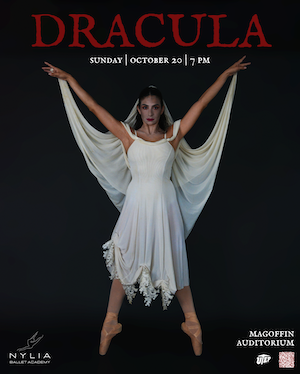 DRACULA
SUNDAY | OCTOBER 20 | 7 PM
NYLIA
BALLET ACADEMY
MAGOFFIN
AUDITORIUM
UTEP